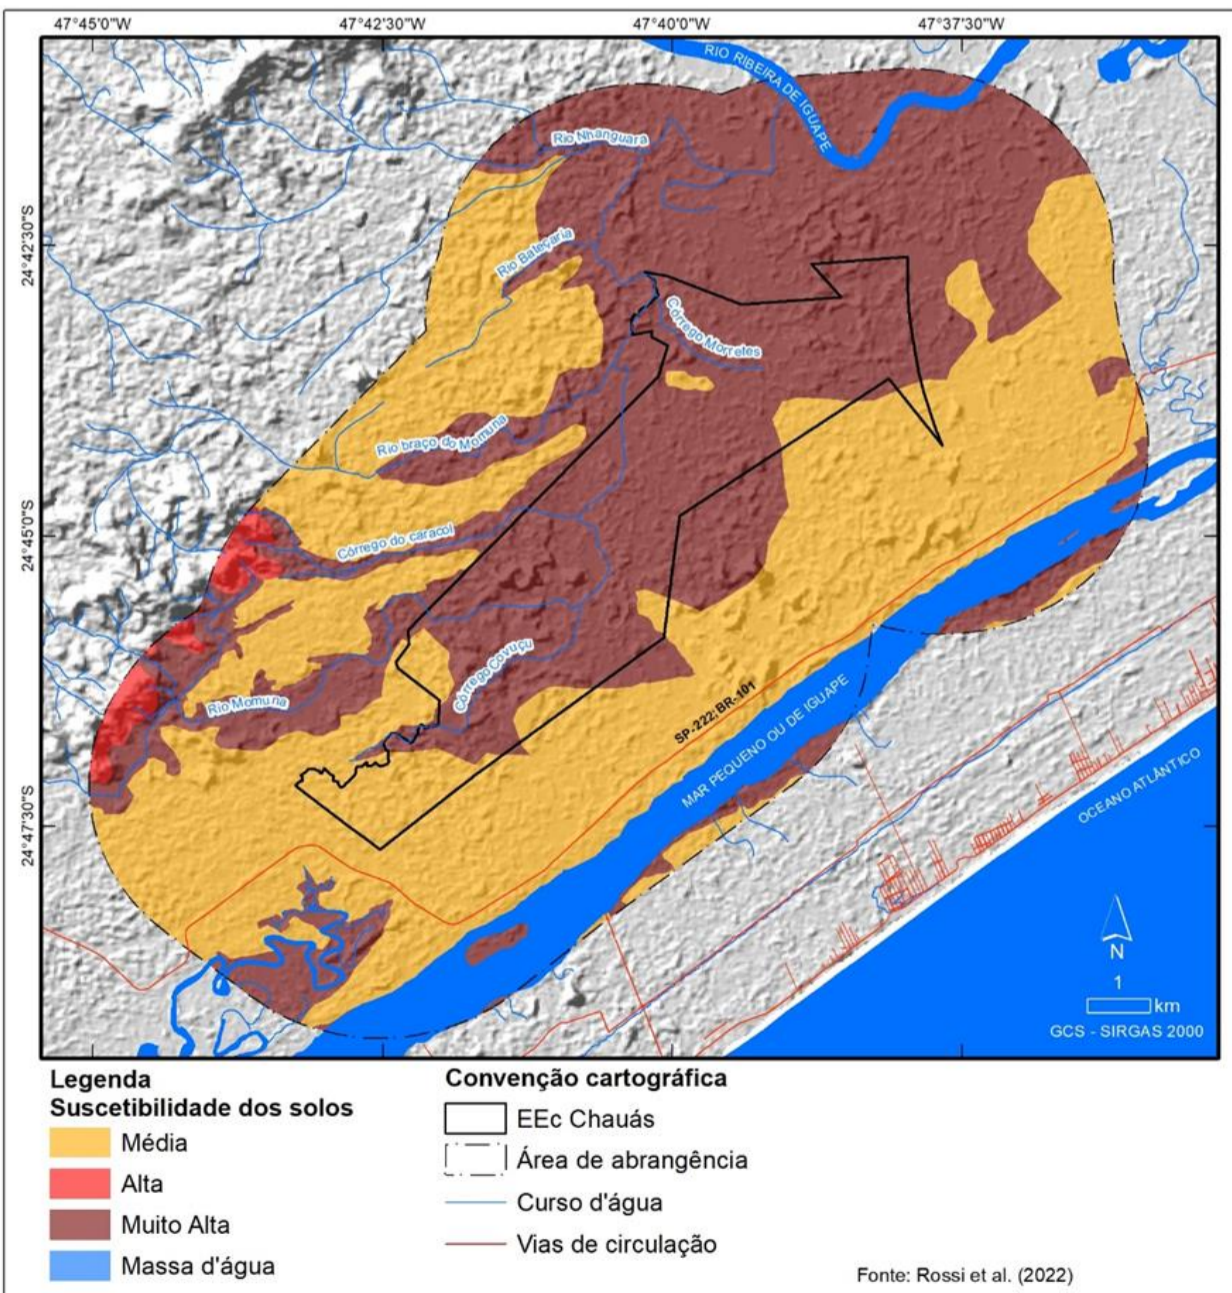 47°45'0"W
47°42'30"W
47°40'0"W
47°37'30"W
24°42'30"S
24°45'0"S
24°47'30"S
RIO RIBEIRA DE IGUAPE
Rio Nhanguara
Rio Bateçaria
Córrego Morretes
Rio braço do Momuna
Córrego do caracol
Córrego Covuçu
Rio Momuna
SP-222;BR-101
MAR PEQUENO OU DE IGUAPE
OCEANO ATLÂNTICO
N
1
km
GCS - SIRGAS 2000
Legenda
Suscetibilidade dos solos
Média
Alta
Muito Alta
Massa d'água
Convenção cartográfica
EEc Chauás
Área de abrangência
Curso d'água
Vias de circulação
Fonte: Rossi et al. (2022)